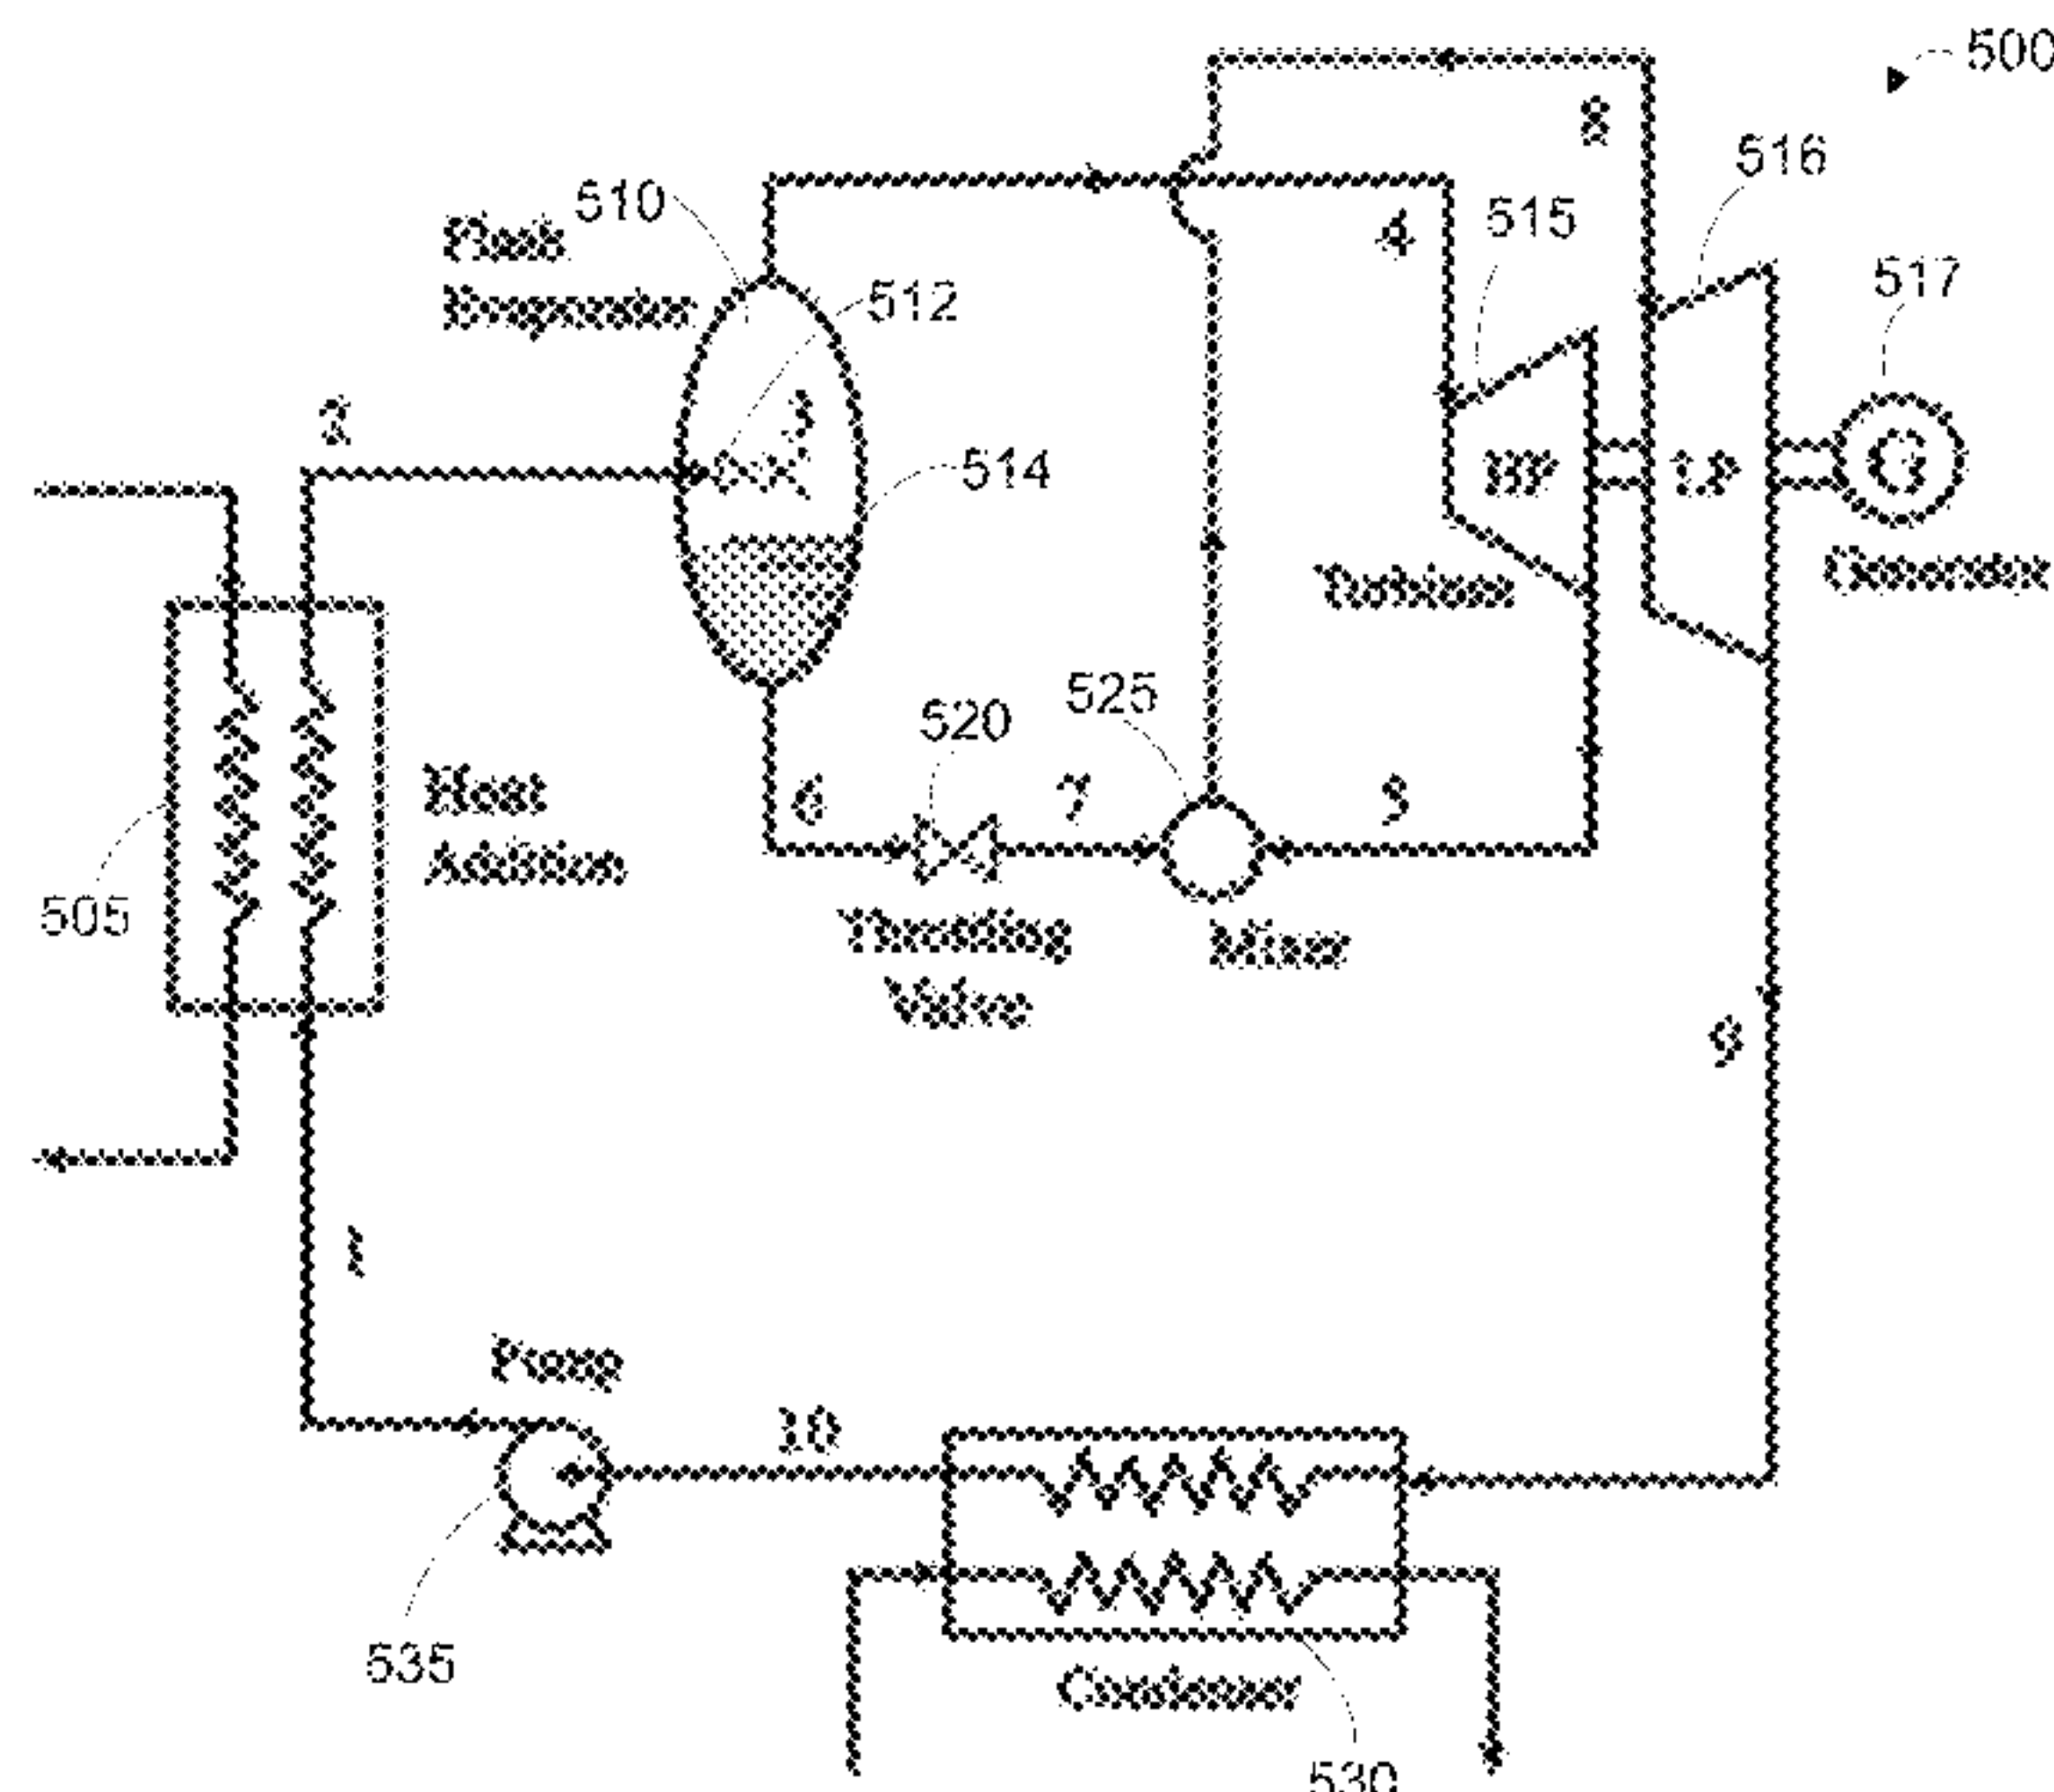 500
8
516
510
Flash
515
4
517
512
Evaporator
2
3
514
HP
LP
G
Generator
Turbines
525
520
Heat
6
7
5
Addition
505
Throttling
Mixer
Valve
9
1
Pump
10
535
Condenser
530